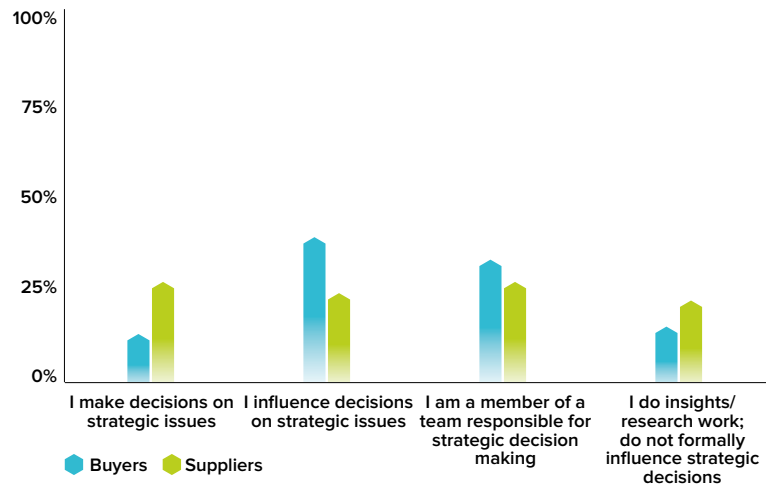 100%
75%
50%
25%
0%
I make decisions on
strategic issues
I influence decisions
on strategic issues
I am a member of a
team responsible for
strategic decision
making
I do insights/
research work;
do not formally
influence strategic
decisions
Buyers
Suppliers